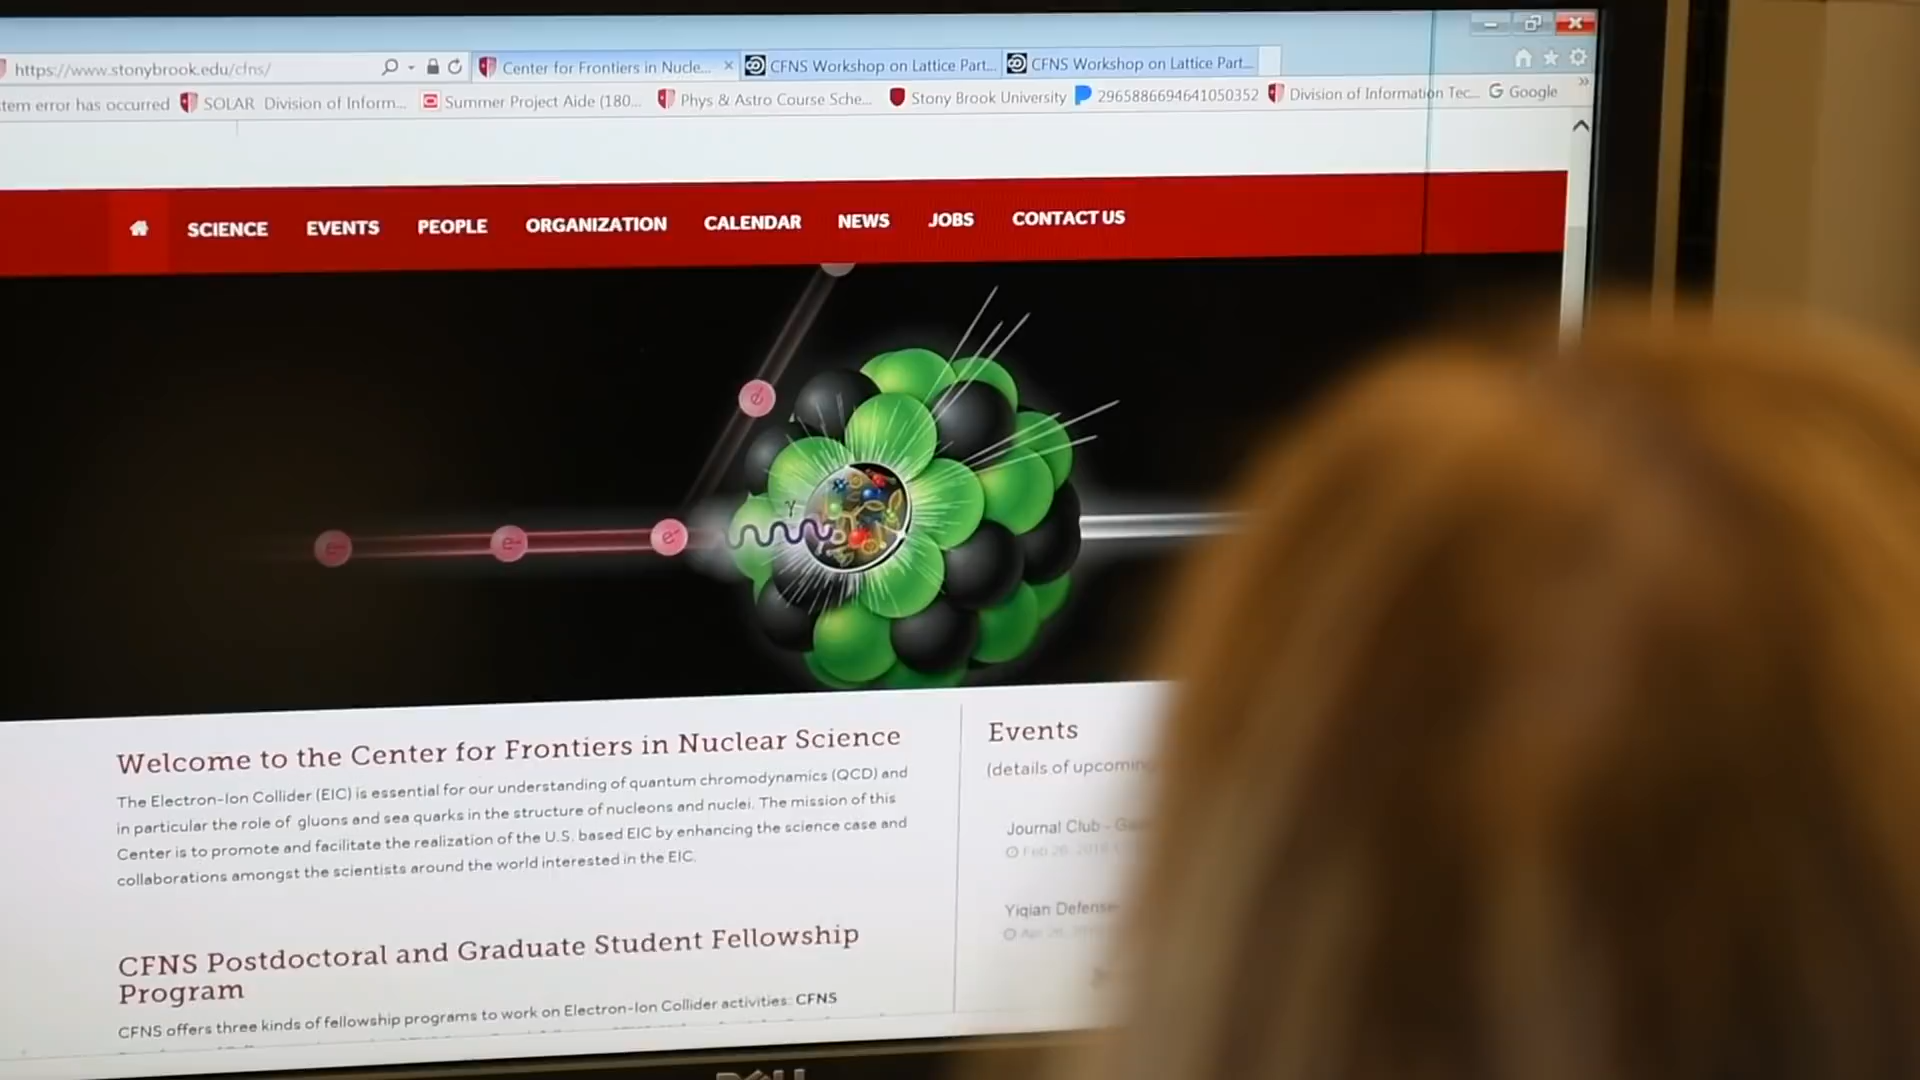 https://www.stonybrook.edu/cfns/
Center for Frontiers in Nucle...
CFNS Workshop on Lattice Part...
CFNS Workshop on Lattice Part...
tem error has occurred
SOLAR Division of Inform...
Summer Project Aide (180...
Phys & Astro Course Sche...
Stony Brook University
2965886694641050352
Division of Information Tec...
Google
SCIENCE
EVENTS
PEOPLE
ORGANIZATION
CALENDAR
NEWS
JOBS
CONTACT US
e-
e-
e-
e-
γ
Welcome to the Center for Frontiers in Nuclear Science
The Electron-Ion Collider (EIC) is essential for our understanding of quantum chromodynamics (QCD) and
in particular the role of gluons and sea quarks in the structure of nucleons and nuclei. The mission of this
Center is to promote and facilitate the realization of the U.S. based EIC by enhancing the science case and
collaborations amongst the scientists around the world interested in the EIC.
CFNS Postdoctoral and Graduate Student Fellowship
Program
CFNS offers three kinds of fellowship programs to work on Electron-Ion Collider activities: CFNS
Events
(details of upcoming
Journal Club -
Yiqian Defense
DELL